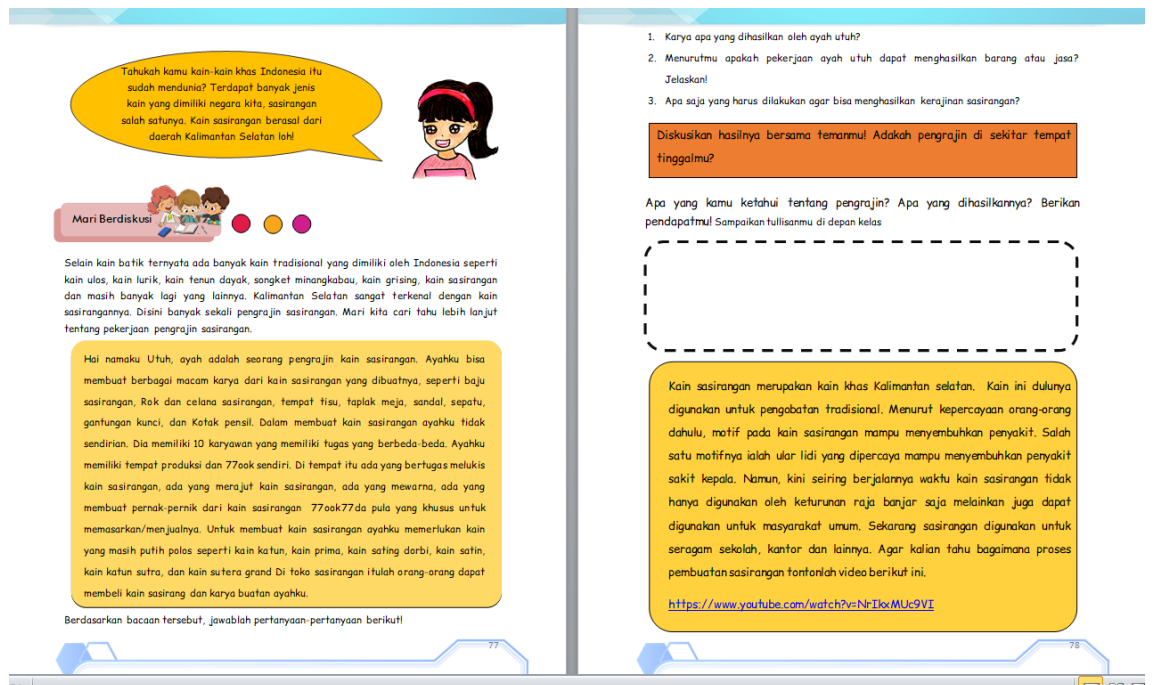 Tahukah kamu kain-kain khas Indonesia itu
sudah mendunia? Terdapat banyak jenis
kain yang dimiliki negara kita, sasirangan
salah satunya. Kain sasirangan berasal dari
daerah Kalimantan Selatan loh!
Mari Berdiskusi
Selain kain batik ternyata ada banyak kain tradisional yang dimiliki oleh Indonesia seperti
kain ulos, kain lurik, kain tenun dayak, songket minangkabau, kain grising, kain sasirangan
dan masih banyak lagi yang lainnya. Kalimantan Selatan sangat terkenal dengan kain
sasirangannya. Disini banyak sekali pengrajin sasirangan. Mari kita cari tahu lebih lanjut
tentang pekerjaan pengrajin sasirangan.
Hai namaku Utuh, ayah adalah seorang pengrajin kain sasirangan. Ayahku bisa
membuat berbagai macam karya dari kain sasirangan yang dibuatnya, seperti baju
sasirangan, Rok dan celana sasirangan, tempat tisu, taplak meja, sandal, sepatu,
gantungan kunci, dan Kotak pensil. Dalam membuat kain sasirangan ayahku tidak
sendirian. Dia memiliki 10 karyawan yang memiliki tugas yang berbeda-beda. Ayahku
memiliki tempat produksi dan 77ook sendiri. Di tempat itu ada yang bertugas melukis
kain sasirangan, ada yang merajut kain sasirangan, ada yang mewarna, ada yang
membuat pernak-pernik dari kain sasirangan 77ook77da pula yang khusus untuk
memasarkan/menjualnya. Untuk membuat kain sasirangan ayahku memerlukan kain
yang masih putih polos seperti kain katun, kain prima, kain sating dorbi, kain satin,
kain katun sutra, dan kain sutera grand Di toko sasirangan itulah orang-orang dapat
membeli kain sasirang dan karya buatan ayahku.
Berdasarkan bacaan tersebut, jawablah pertanyaan-pertanyaan berikut!
77
1. Karya apa yang dihasilkan oleh ayah utuh?
2. Menurutmu apakah pekerjaan ayah utuh dapat menghasilkan barang atau jasa?
Jelaskan!
3. Apa saja yang harus dilakukan agar bisa menghasilkan kerajinan sasirangan?
Diskusikan hasilnya bersama temanmu! Adakah pengrajin di sekitar tempat
tinggalmu?
Apa yang kamu ketahui tentang pengrajin? Apa yang dihasilkannya? Berikan
pendapatmu! Sampaikan tullisanmu di depan kelas
Kain sasirangan merupakan kain khas Kalimantan selatan. Kain ini dulunya
digunakan untuk pengobatan tradisional. Menurut kepercayaan orang-orang
dahulu, motif pada kain sasirangan mampu menyembuhkan penyakit. Salah
satu motifnya ialah ular lidi yang dipercaya mampu menyembuhkan penyakit
sakit kepala. Namun, kini seiring berjalannya waktu kain sasirangan tidak
hanya digunakan oleh keturunan raja banjar saja melainkan juga dapat
digunakan untuk masyarakat umum. Sekarang sasirangan digunakan untuk
seragam sekolah, kantor dan lainnya. Agar kalian tahu bagaimana proses
pembuatan sasirangan tontonlah video berikut ini.
https://www.youtube.com/watch?v=NrIkxMUc9VI
78